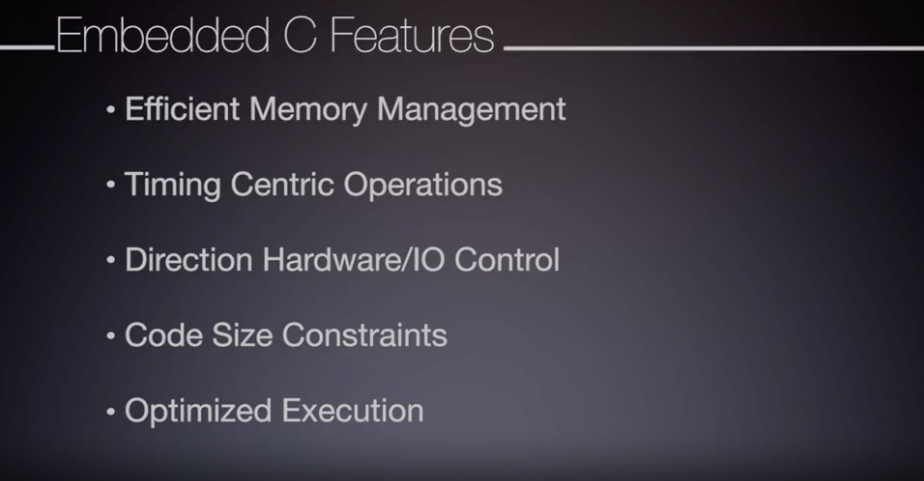 Embedded C Features
• Efficient Memory Management
• Timing Centric Operations
• Direction Hardware/IO Control
• Code Size Constraints
• Optimized Execution